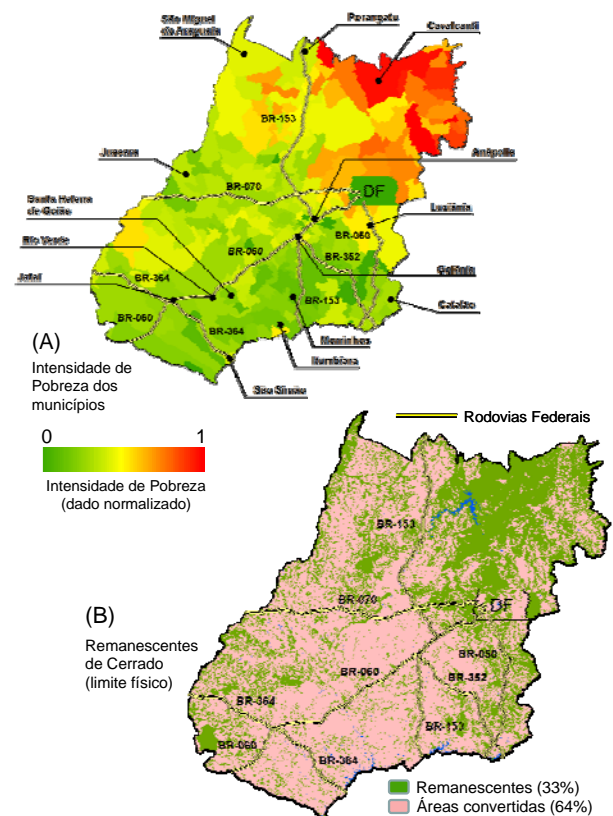 São Miguel
do Araguaia
Porangatu
Cavalcanti
BR-153
Jussara
Anápolis
BR-070
DF
Santa Helena
de Goiás
Luziânia
BR-060
BR-050
Rio Verde
BR-352
Goiânia
BR-364
Jataí
BR-153
Catalão
BR-060
BR-364
Morrinhos
(A)
Itumbiara
Intensidade de
Pobreza dos
municípios
São Simão
Rodovias Federais
0 1
Intensidade de Pobreza
(dado normalizado)
BR-153
BR-070
DF
(B)
Remanescentes
de Cerrado
(limite físico)
BR-060
BR-050
BR-352
BR-364
BR-060
BR-153
BR-364
Remanescentes (33%)
Áreas convertidas (64%)